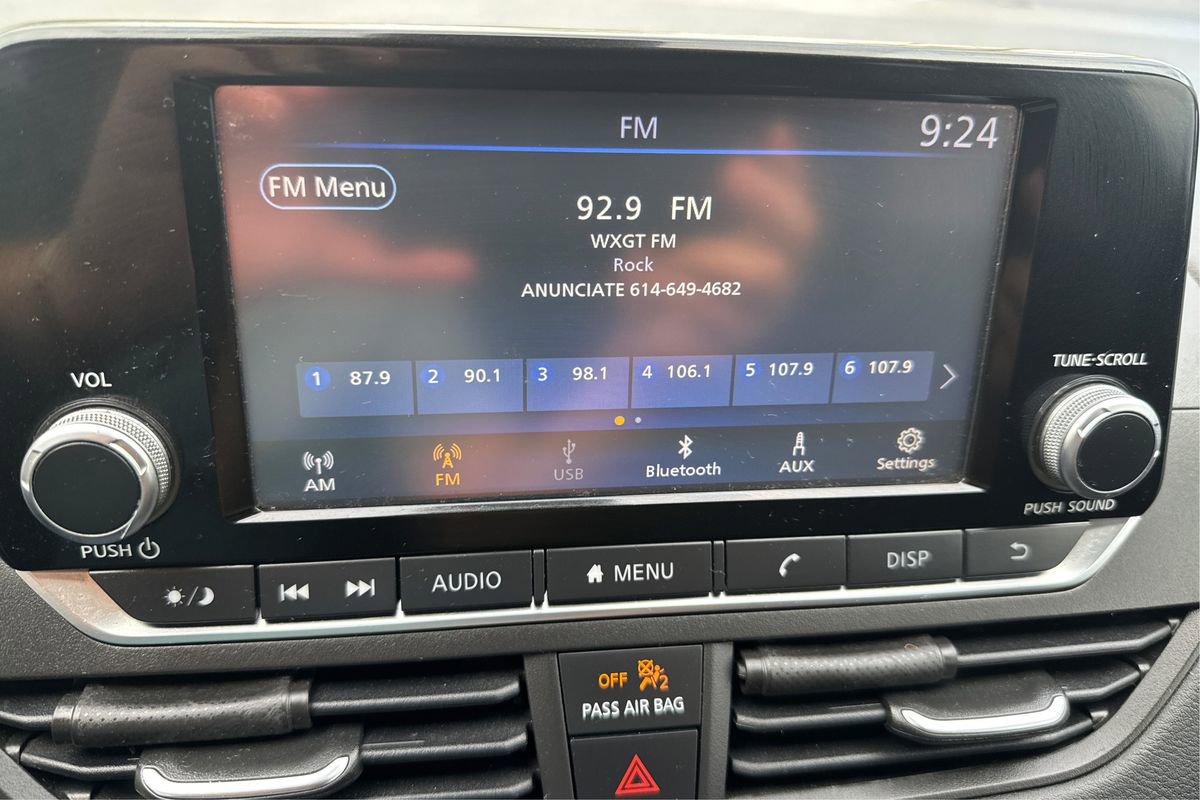 FM
9:24
FM Menu
92.9 FM
WXGT FM
Rock
ANUNCIATE 614-649-4682
1 87.9
2 90.1
3 98.1
4 106.1
5 107.9
6 107.9
AM
FM
USB
Bluetooth
AUX
Settings
VOL
PUSH
TUNE·SCROLL
PUSH SOUND
AUDIO
MENU
DISP
OFF 2
PASS AIR BAG